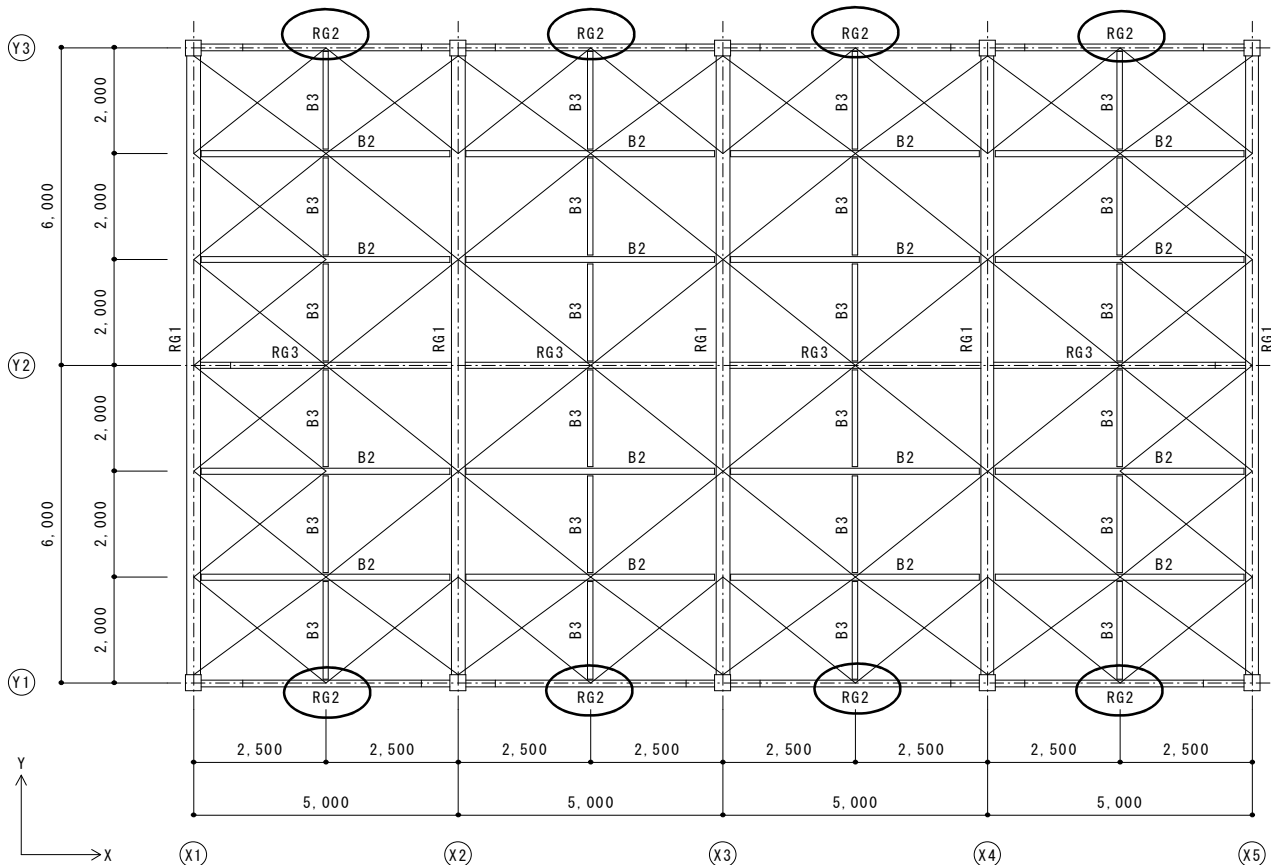 RG2 RG2 RG2 RG2
Y3
2,000 B3 B3 B3 B3
B2 B2 B2 B2
6,000 2,000 B3 B3 B3 B3
B2 B2 B2 B2
2,000 B3 B3 B3 B3
RG1 RG1 RG1 RG1 RG1
Y2 RG3 RG3 RG3 RG3
2,000 B3 B3 B3 B3
B2 B2 B2 B2
6,000 2,000 B3 B3 B3 B3
B2 B2 B2 B2
2,000 B3 B3 B3 B3
Y1
RG2 RG2 RG2 RG2
2,500 2,500 2,500 2,500 2,500 2,500 2,500 2,500
Y
5,000 5,000 5,000 5,000
X X1 X2 X3 X4 X5